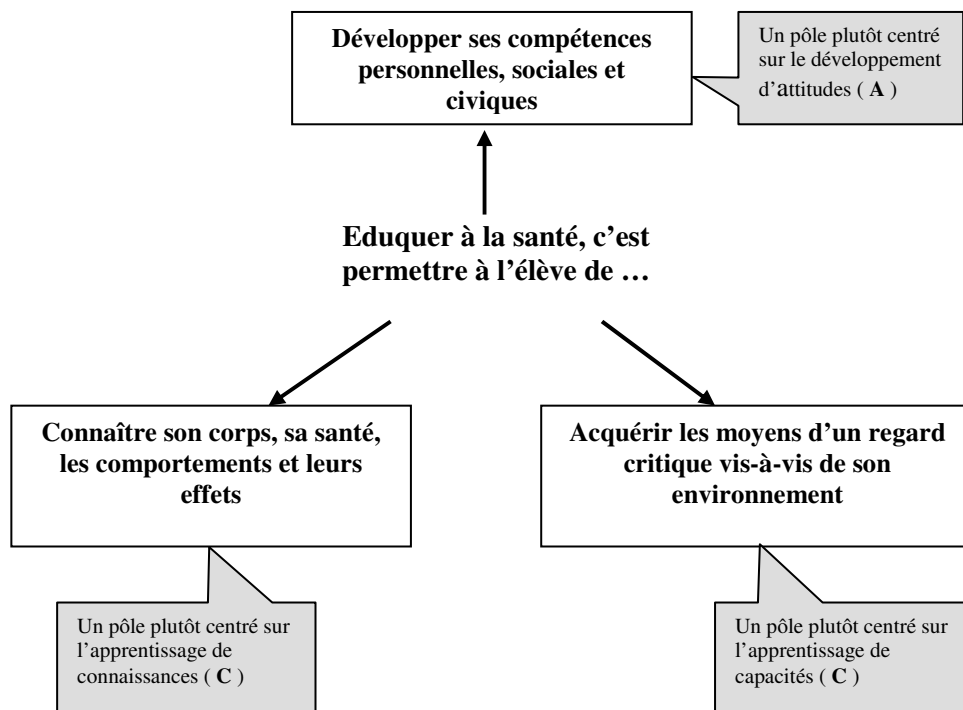 Développer ses compétences
personnelles, sociales et
civiques
Un pôle plutôt centré
sur le développement
d’attitudes ( A )
Eduquer à la santé, c’est
permettre à l’élève de …
Connaître son corps, sa santé,
les comportements et leurs
effets
Acquérir les moyens d’un regard
critique vis-à-vis de son
environnement
Un pôle plutôt centré sur
l’apprentissage de
connaissances ( C )
Un pôle plutôt centré sur
l’apprentissage de
capacités ( C )